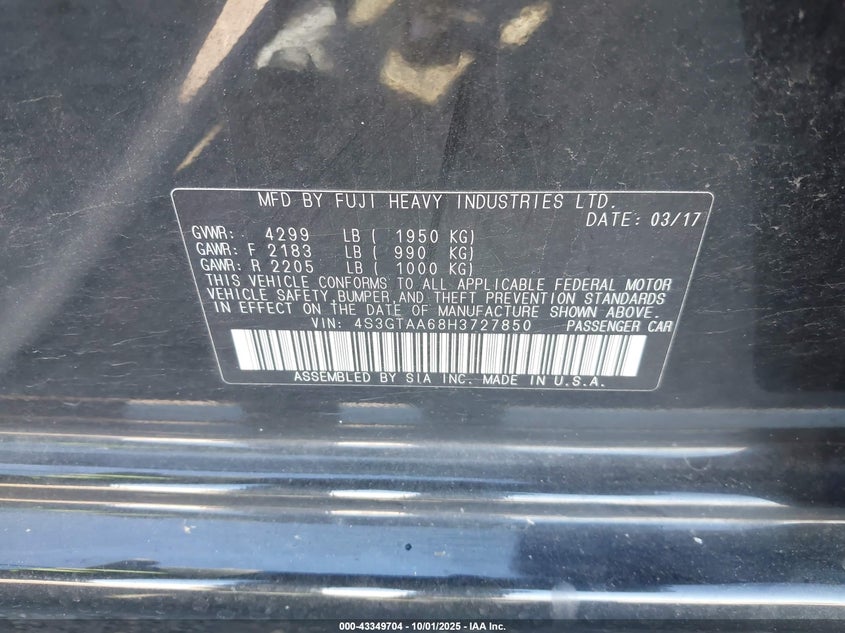 MFD BY FUJI HEAVY INDUSTRIES LTD.
DATE: 03/17
GVWR: 4299 LB ( 1950 KG)
GAWR: F 2183 LB ( 990 KG)
GAWR: R 2205 LB ( 1000 KG)
THIS VEHICLE CONFORMS TO ALL APPLICABLE FEDERAL MOTOR
VEHICLE SAFETY, BUMPER, AND THEFT PREVENTION STANDARDS
IN EFFECT ON THE DATE OF MANUFACTURE SHOWN ABOVE.
VIN: 4S3GTAA68H3727850 PASSENGER CAR
ASSEMBLED BY SIA INC. MADE IN U.S.A.
000-43349704 - 10/01/2025 - IAA Inc.